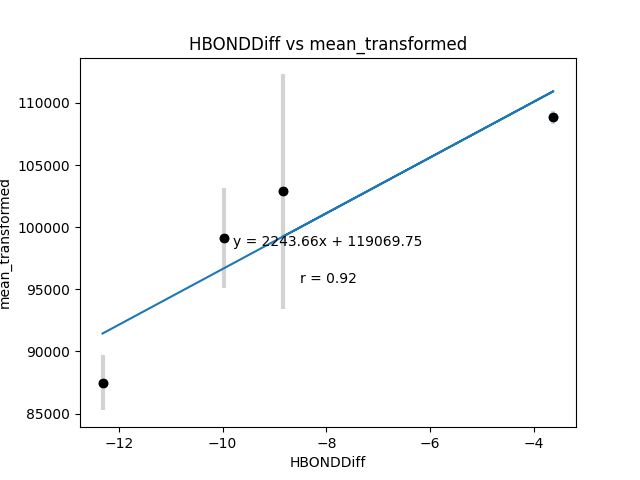 HBONDDiff vs mean_transformed
mean_transformed
110000
105000
100000
95000
90000
85000
y = 2243.66x + 119069.75
r = 0.92
−12
−10
−8
−6
−4
HBONDDiff